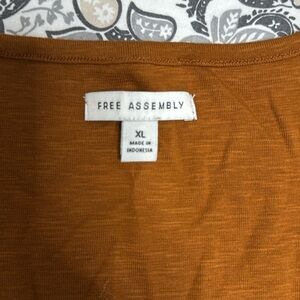 FREE ASSEMBLY
XL
MADE IN
INDONESIA